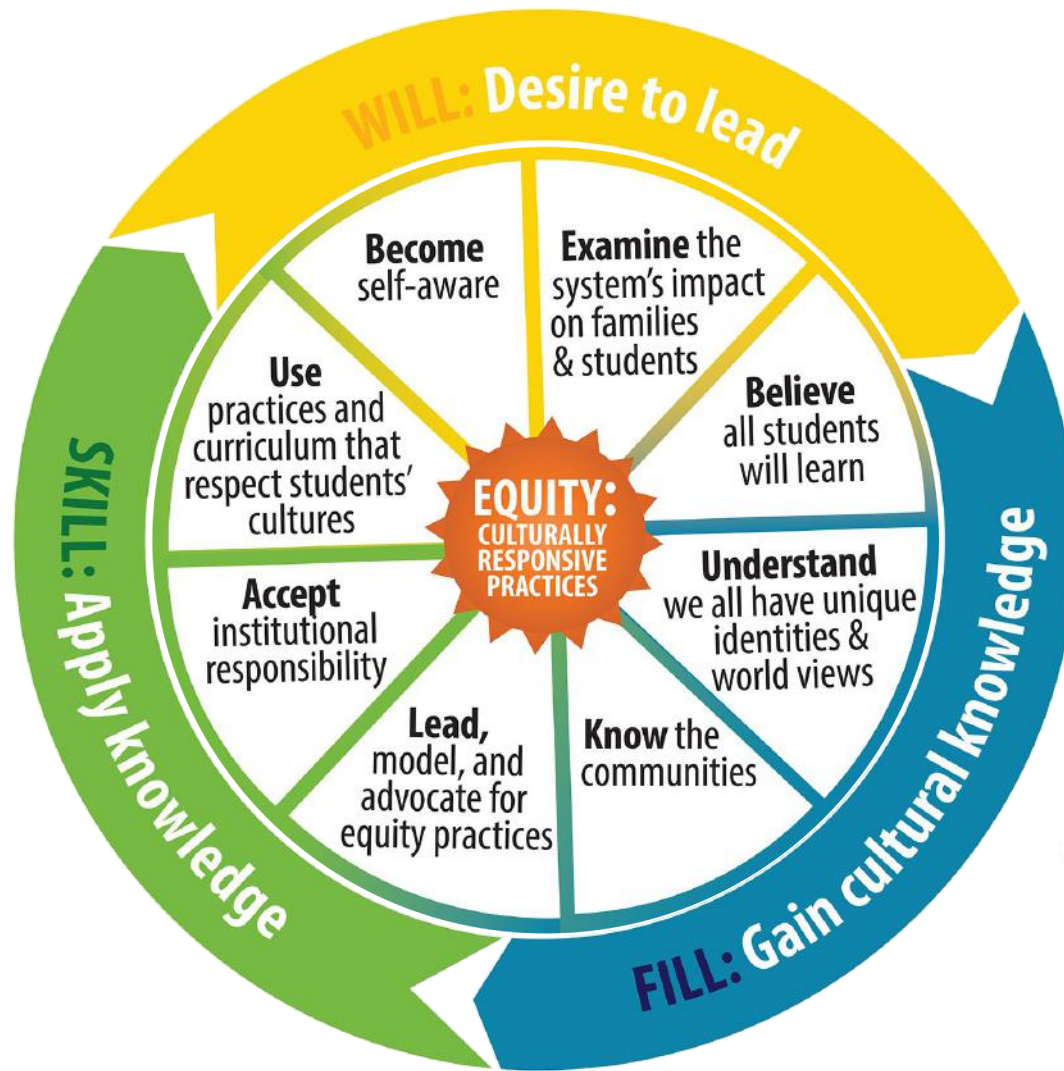 WILL: Desire to lead
Become
self-aware
Examine the
system's impact
on families
& students
Believe
all students
will learn
Understand
we all have unique
identities &
world views
Know the
communities
Lead,
model, and
advocate for
equity practices
Accept
institutional
responsibility
Use
practices and
curriculum that
respect students'
cultures
EQUITY:
CULTURALLY
RESPONSIVE
PRACTICES
FILL: Gain cultural knowledge
SKILL: Apply knowledge